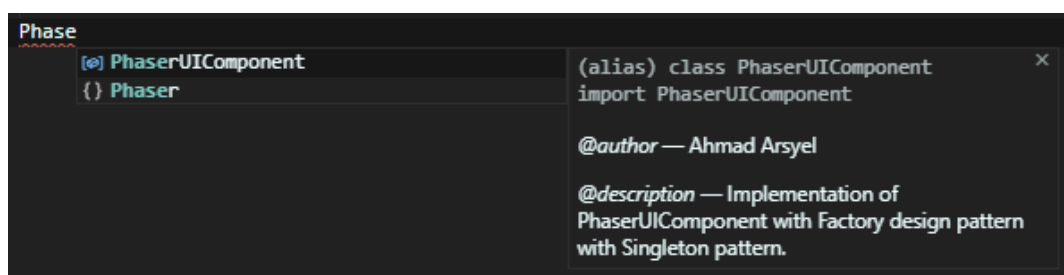 Phase
PhaserUIComponent
{} Phaser
(alias) class PhaserUIComponent
import PhaserUIComponent
@author — Ahmad Arsyel
@description — Implementation of
PhaserUIComponent with Factory design pattern
with Singleton pattern.